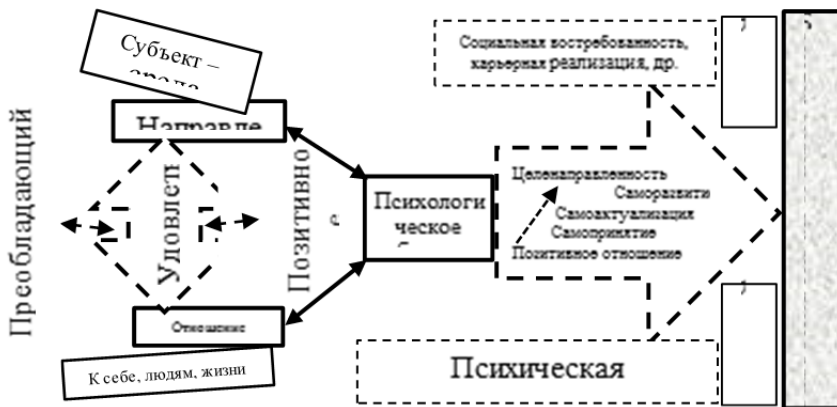 Субъект –
Направле
Преобладающий
Удовлетв
Позитивно
е
Отношение
К себе, людям, жизни
Психологи
ческое
Социальная востребованность,
карьерная реализация, др.
Целенаправленность
Саморазвити
Самоактуализация
Самопринятие
Позитивное отношение
Психическая